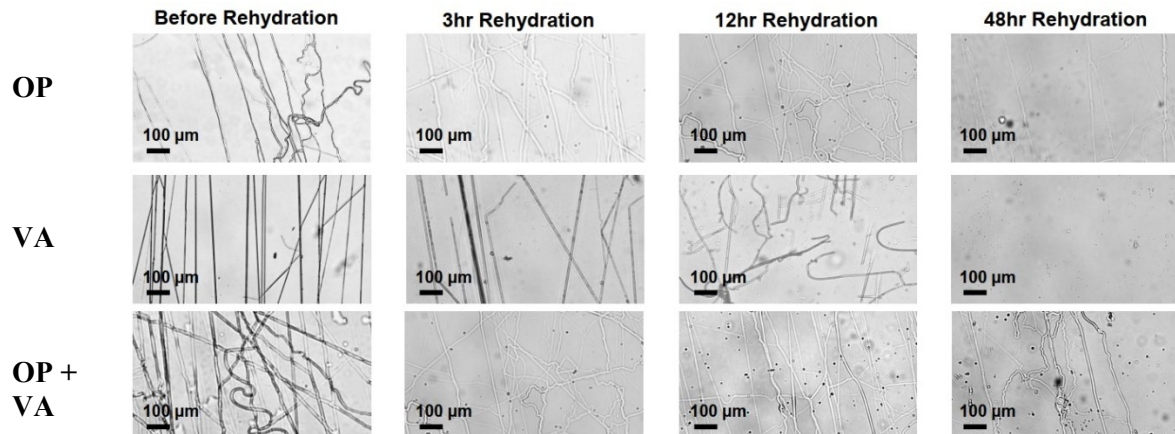 Before Rehydration 3hr Rehydration 12hr Rehydration 48hr Rehydration
OP
100 µm 100 µm 100 µm 100 µm
VA
100 µm 100 µm 100 µm 100 µm
OP +
VA
100 µm 100 µm 100 µm 100 µm